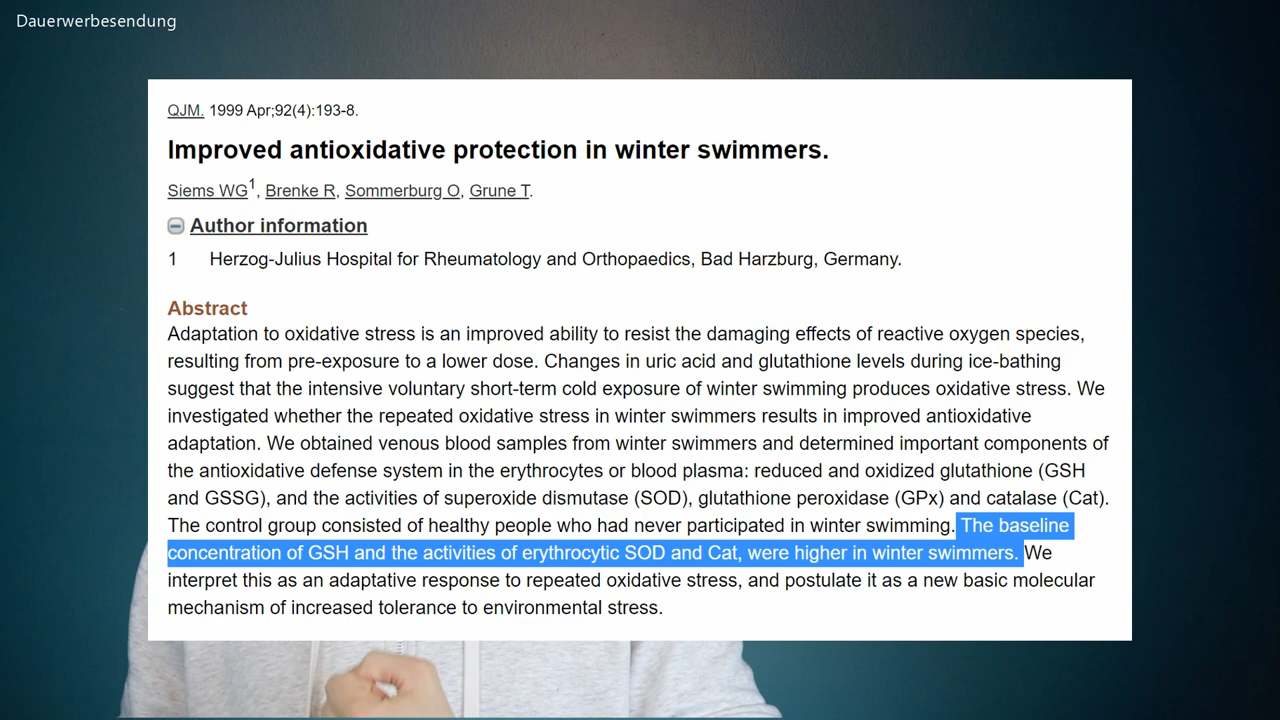 Dauerwerbesendung
QJM. 1999 Apr;92(4):193-8.
Improved antioxidative protection in winter swimmers.
Siems WG1, Brenke R, Sommerburg O, Grune T.
Author information
1 Herzog-Julius Hospital for Rheumatology and Orthopaedics, Bad Harzburg, Germany.
Abstract
Adaptation to oxidative stress is an improved ability to resist the damaging effects of reactive oxygen species,
resulting from pre-exposure to a lower dose. Changes in uric acid and glutathione levels during ice-bathing
suggest that the intensive voluntary short-term cold exposure of winter swimming produces oxidative stress. We
investigated whether the repeated oxidative stress in winter swimmers results in improved antioxidative
adaptation. We obtained venous blood samples from winter swimmers and determined important components of
the antioxidative defense system in the erythrocytes or blood plasma: reduced and oxidized glutathione (GSH
and GSSG), and the activities of superoxide dismutase (SOD), glutathione peroxidase (GPx) and catalase (Cat).
The control group consisted of healthy people who had never participated in winter swimming. The baseline
concentration of GSH and the activities of erythrocytic SOD and Cat, were higher in winter swimmers. We
interpret this as an adaptative response to repeated oxidative stress, and postulate it as a new basic molecular
mechanism of increased tolerance to environmental stress.